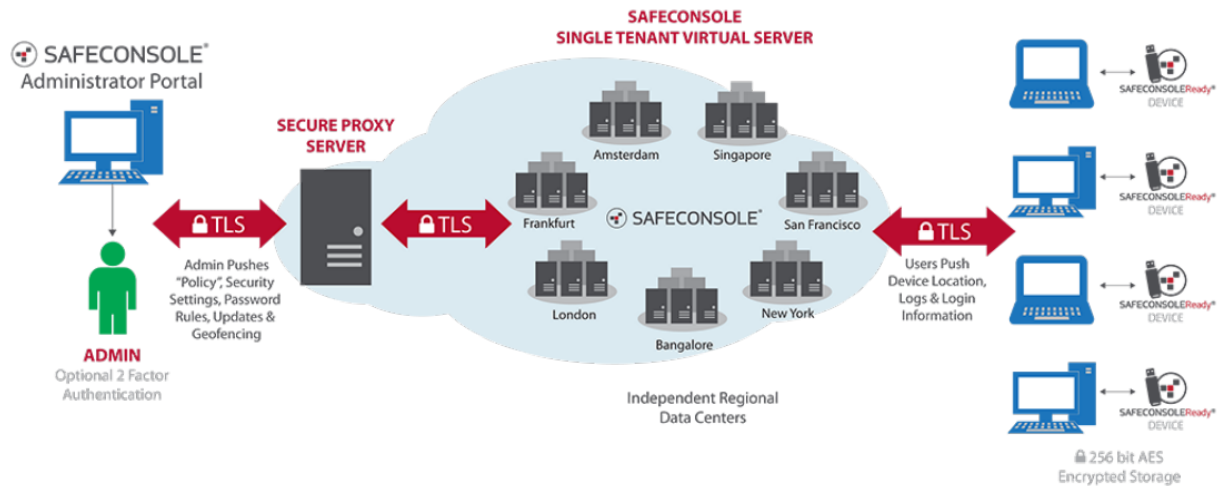 SAFECONSOLE®
Administrator Portal
ADMIN
Optional 2 Factor
Authentication
TLS
Admin Pushes
"Policy", Security
Settings, Password
Rules, Updates &
Geofencing
SECURE PROXY
SERVER
TLS
SAFECONSOLE
SINGLE TENANT VIRTUAL SERVER
Amsterdam
Singapore
Frankfurt
SAFECONSOLE®
San Francisco
London
New York
Bangalore
Independent Regional
Data Centers
TLS
Users Push
Device Location,
Logs & Login
Information
SAFECONSOLEReady®
DEVICE
SAFECONSOLEReady®
DEVICE
SAFECONSOLEReady®
DEVICE
SAFECONSOLEReady®
DEVICE
256 bit AES
Encrypted Storage